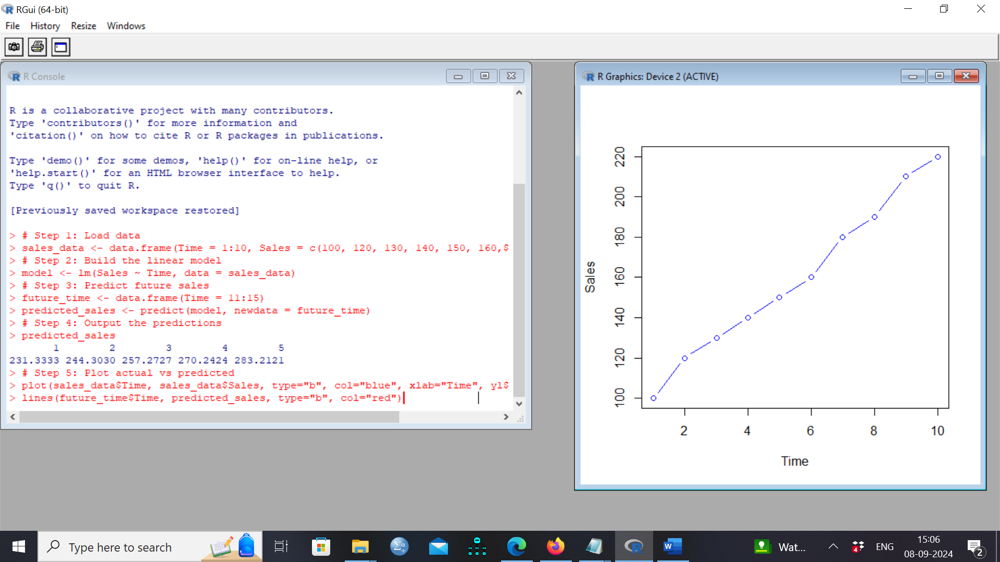 RGui (64-bit)
File History Resize Windows
R Console
R is a collaborative project with many contributors.
Type 'contributors()' for more information and
'citation()' on how to cite R or R packages in publications.
Type 'demo()' for some demos, 'help()' for on-line help, or
'help.start()' for an HTML browser interface to help.
Type 'q()' to quit R.
[Previously saved workspace restored]
> # Step 1: Load data
> sales_data <- data.frame(Time = 1:10, Sales = c(100, 120, 130, 140, 150, 160,$
> # Step 2: Build the linear model
> model <- lm(Sales ~ Time, data = sales_data)
> # Step 3: Predict future sales
> future_time <- data.frame(Time = 11:15)
> predicted_sales <- predict(model, newdata = future_time)
> # Step 4: Output the predictions
> predicted_sales
1 2 3 4 5
231.3333 244.3030 257.2727 270.2424 283.2121
> # Step 5: Plot actual vs predicted
> plot(sales_data$Time, sales_data$Sales, type="b", col="blue", xlab="Time", yl$
> lines(future_time$Time, predicted_sales, type="b", col="red")
R Graphics: Device 2 (ACTIVE)
220
200
180
160
140
120
100
Sales
2 4 6 8 10
Time
Type here to search
Wat...
4
ENG
15:06
08-09-2024
2